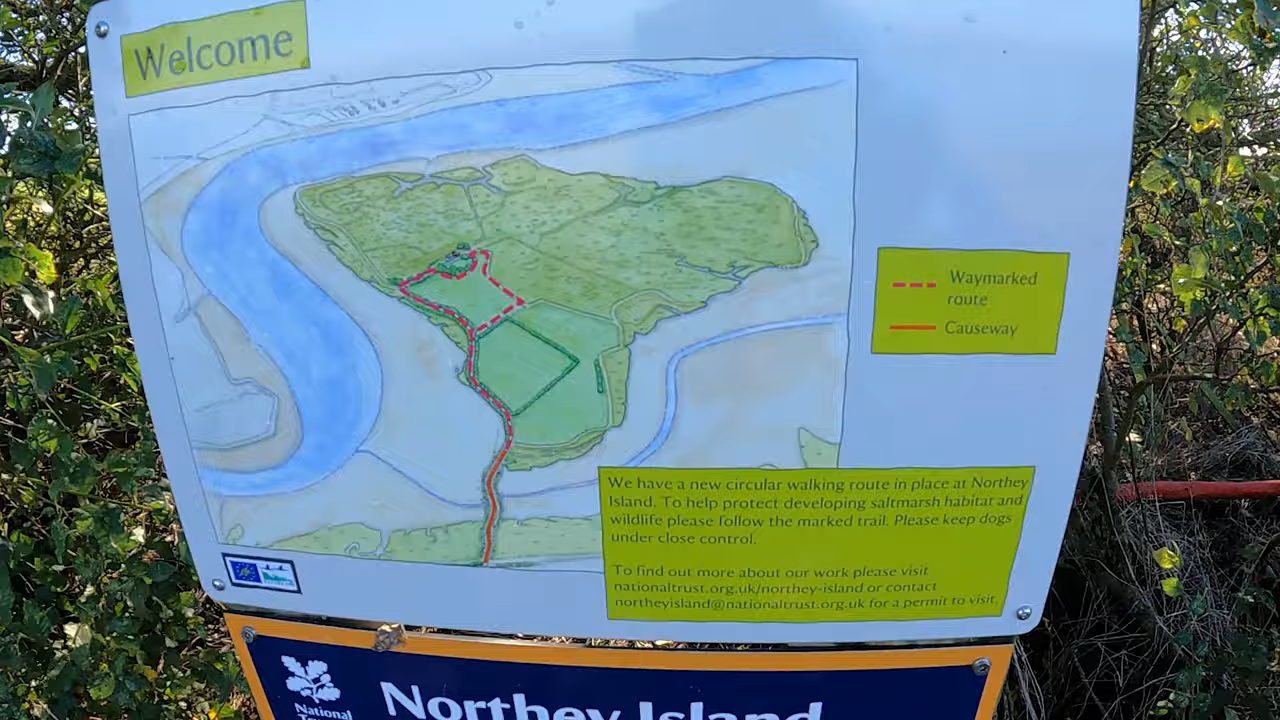 Welcome
Waymarked
route
Causeway
We have a new circular walking route in place at Northey
Island. To help protect developing saltmarsh habitat and
wildlife please follow the marked trail. Please keep dogs
under close control.
To find out more about our work please visit
nationaltrust.org.uk/northey-island or contact
northeyisland@nationaltrust.org.uk for a permit to visit.
National
Northey Island